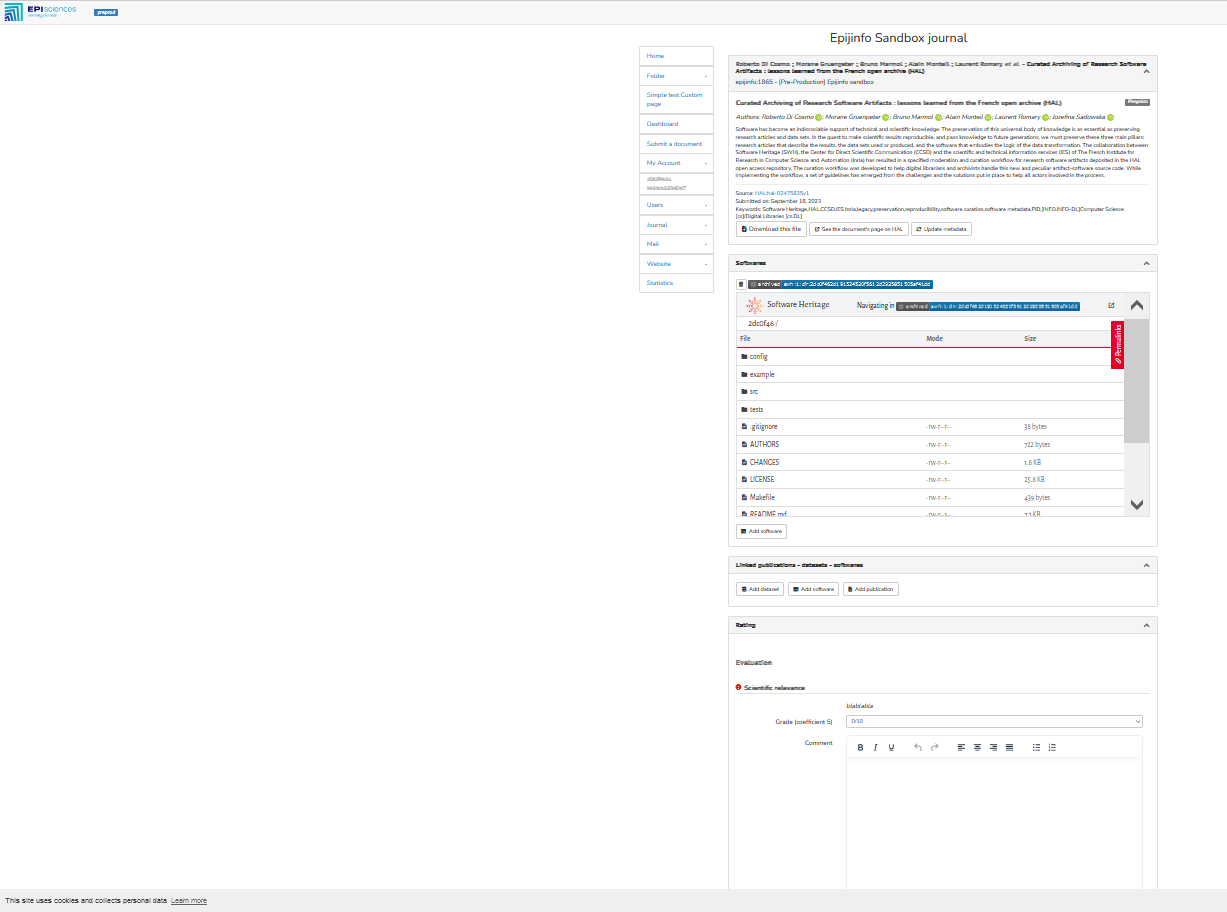 EPIsciences
preprod
Epijinfo Sandbox journal
Home
Folder
Simple test Custom
page
Dashboard
Submit a document
My Account
JOURNAL
MANAGEMENT
Users
Journal
Mail
Website
Statistics
Roberto Di Cosmo ; Morane Gruenpeter ; Bruno Marmol ; Alain Monteil ; Laurent Romary et al. - Curated Archiving of Research Software
Artifacts : lessons learned from the French open archive (HAL)
epijinfo:1865 - [Pre-Production] Epijinfo sandbox
Curated Archiving of Research Software Artifacts : lessons learned from the French open archive (HAL)
Preprint
Authors: Roberto Di Cosmo ; Morane Gruenpeter ; Bruno Marmol ; Alain Monteil ; Laurent Romary ; Jozefina Sadowska
Software has become an indissociable support of technical and scientific knowledge. The preservation of this universal body of knowledge is as essential as preserving
research articles and data sets. In the quest to make scientific results reproducible, and pass knowledge to future generations, we must preserve these three main pillars:
research articles that describe the results, the data sets used or produced, and the software that embodies the logic of the data transformation. The collaboration between
Software Heritage (SWH), the Center for Direct Scientific Communication (CCSD) and the scientific and technical information services (IES) of The French Institute for
Research in Computer Science and Automation (Inria) has resulted in a specified moderation and curation workflow for research software artifacts deposited in the HAL
open access repository. The curation workflow was developed to help digital librarians and archivists handle this new and peculiar artifact-software source code. While
implementing the workflow, a set of guidelines has emerged from the challenges and the solutions put in place to help all actors involved in the process.
Source: HAL:hal-02475835v1
Submitted on: September 18, 2023
Keywords: Software Heritage,HAL,CCSD,IES Inria,legacy,preservation,reproducibility,software curation,software metadata,PID,[INFO.INFO-DL]Computer Science
[cs]/Digital Libraries [cs.DL]
Download this file
See the document's page on HAL
Update metadata
Softwares
archived
Software Heritage
Navigating in
archived
2dc0f46 /
Permalinks
File Mode Size
config
example
src
tests
.gitignore -rw-r--r-- 38 bytes
AUTHORS -rw-r--r-- 722 bytes
CHANGES -rw-r--r-- 1.8 KB
LICENSE -rw-r--r-- 25.8 KB
Makefile -rw-r--r-- 439 bytes
README.md -rw-r--r-- 7.1 KB
Add software
Linked publications - datasets - softwares
Add dataset
Add software
Add publication
Rating
Evaluation
Scientific relevance
blablabla
Grade (coefficient 5)
0/10
Comment
B I U
This site uses cookies and collects personal data Learn more